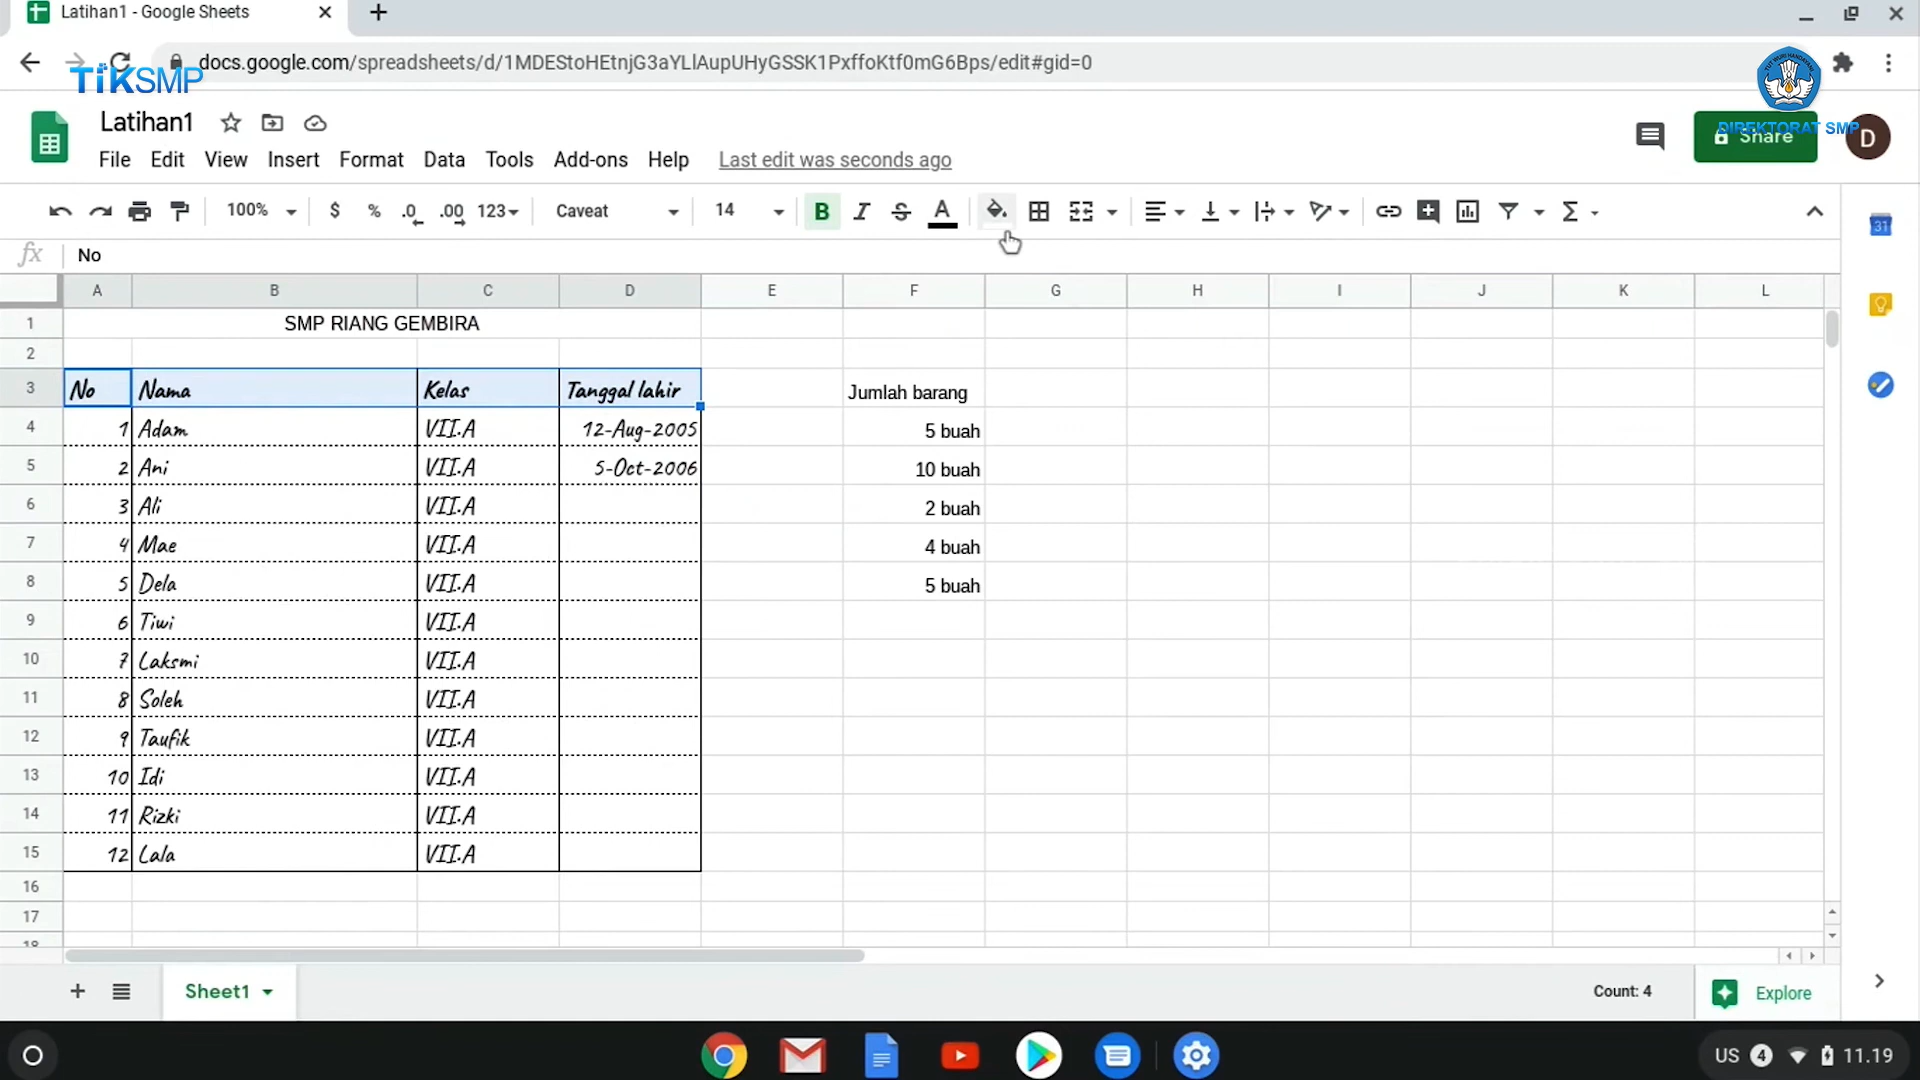 Latihan1 - Google Sheets
docs.google.com/spreadsheets/d/1MDEStoHEtnjG3aYLlAupUHyGSSK1PxffoKtf0mG6Bps/edit#gid=0
TiKSMP
DIREKTORAT SMP
Latihan1
Share
D
File Edit View Insert Format Data Tools Add-ons Help Last edit was seconds ago
100% $ % .0 .00 123 Caveat 14 B I S A Σ
31
fx No
A B C D E F G H I J K L
1 SMP RIANG GEMBIRA
2
3 No Nama Kelas Tanggal lahir Jumlah barang
4 1 Adam VII.A 12-Aug-2005 5 buah
5 2 Ani VII.A 5-Oct-2006 10 buah
6 3 Ali VII.A 2 buah
7 4 Mae VII.A 4 buah
8 5 Dela VII.A 5 buah
9 6 Tiwi VII.A
10 7 Laksmi VII.A
11 8 Soleh VII.A
12 9 Taufik VII.A
13 10 Idi VII.A
14 11 Rizki VII.A
15 12 Lala VII.A
16
17
18
Sheet1 Count: 4 Explore
US 4 11.19